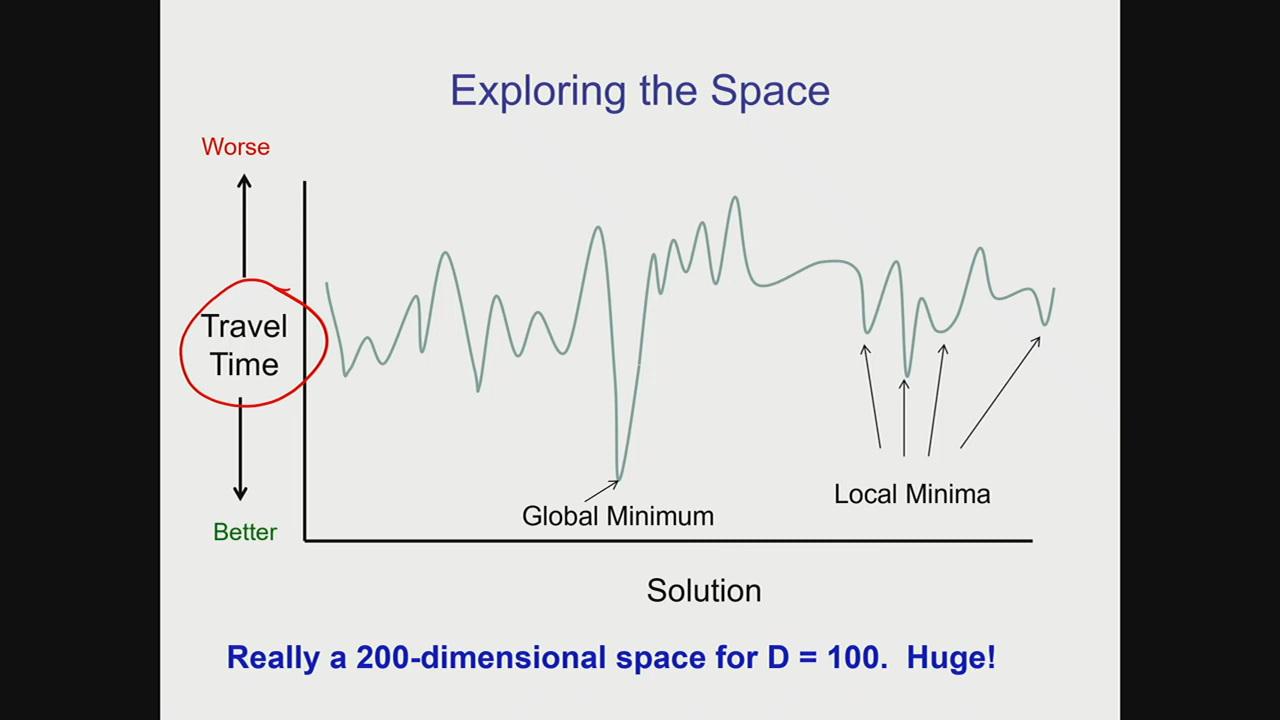 Exploring the Space
Worse
Travel
Time
Better
Global Minimum
Local Minima
Solution
Really a 200-dimensional space for D = 100.  Huge!